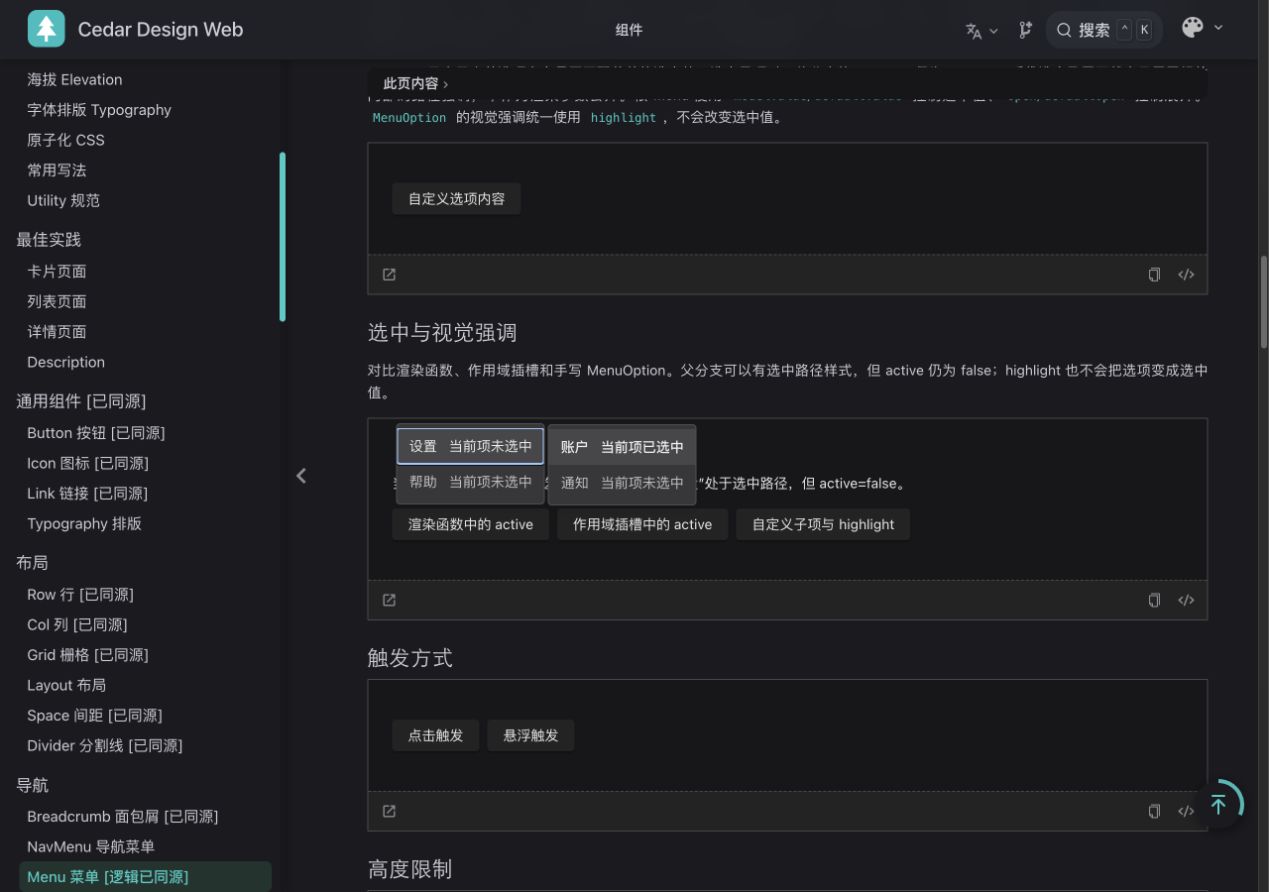 Cedar Design Web
组件
搜索
^
K
海拔 Elevation
字体排版 Typography
原子化 CSS
常用写法
Utility 规范
最佳实践
卡片页面
列表页面
详情页面
Description
通用组件 [已同源]
Button 按钮 [已同源]
Icon 图标 [已同源]
Link 链接 [已同源]
Typography 排版
布局
Row 行 [已同源]
Col 列 [已同源]
Grid 栅格 [已同源]
Layout 布局
Space 间距 [已同源]
Divider 分割线 [已同源]
导航
Breadcrumb 面包屑 [已同源]
NavMenu 导航菜单
Menu 菜单 [逻辑已同源]
此页内容 ›
MenuOption 的视觉强调统一使用 highlight ，不会改变选中值。
自定义选项内容
选中与视觉强调
对比渲染函数、作用域插槽和手写 MenuOption。父分支可以有选中路径样式，但 active 仍为 false；highlight 也不会把选项变成选中
值。
设置 当前项未选中
账户 当前项已选中
帮助 当前项未选中
通知 当前项未选中
”处于选中路径，但 active=false。
渲染函数中的 active
作用域插槽中的 active
自定义子项与 highlight
触发方式
点击触发
悬浮触发
高度限制